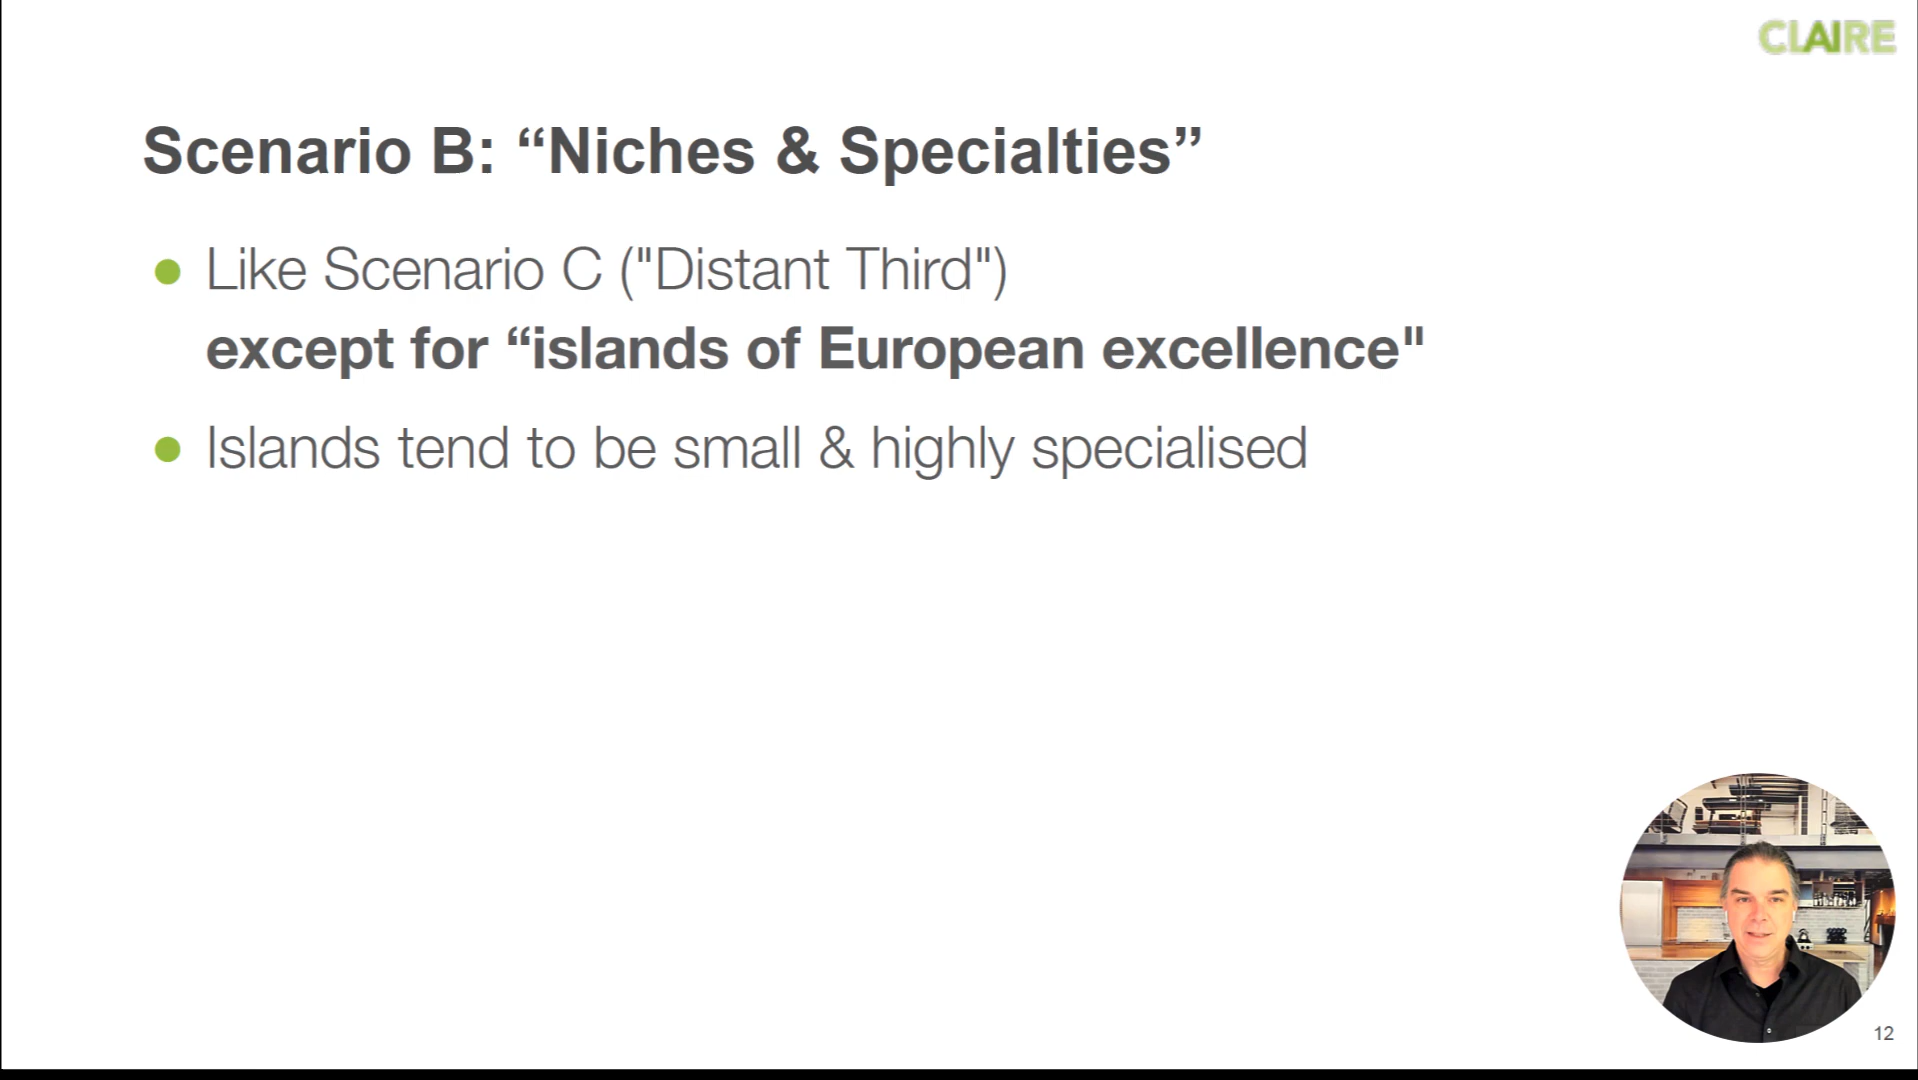 CLAIRE
Scenario B: “Niches & Specialties”
Like Scenario C ("Distant Third")
except for “islands of European excellence"
Islands tend to be small & highly specialised
12